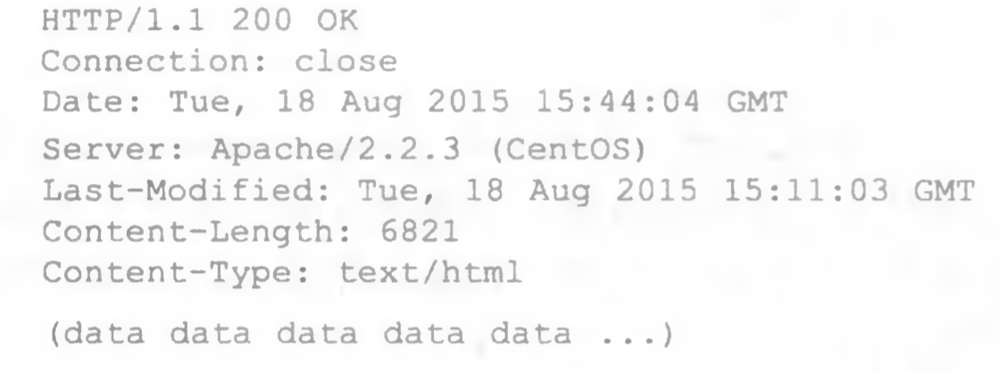 HTTP/1.1 200 OK
Connection: close
Date: Tue, 18 Aug 2015 15:44:04 GMT
Server: Apache/2.2.3 (CentOS)
Last-Modified: Tue, 18 Aug 2015 15:11:03 GMT
Content-Length: 6821
Content-Type: text/html
(data data data data data ...)